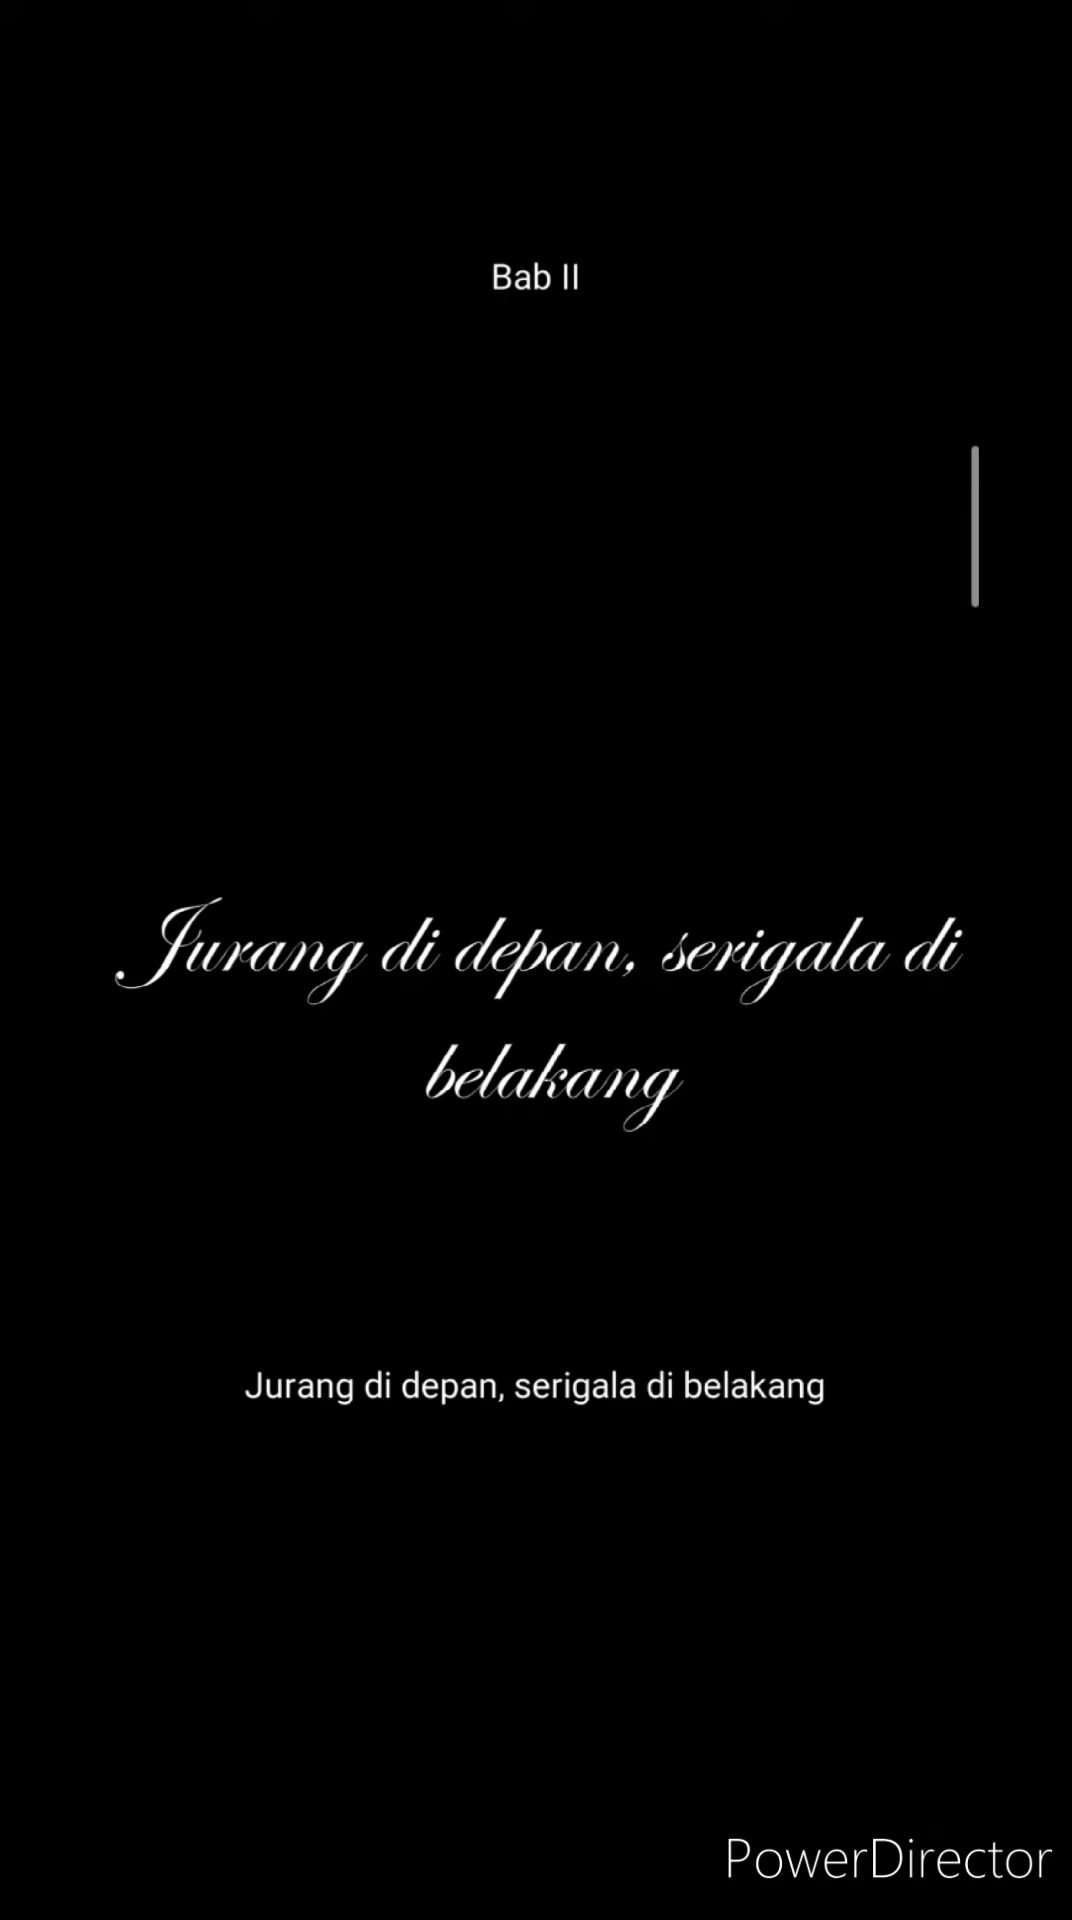 Bab II
Jurang di depan, serigala di
belakang
Jurang di depan, serigala di belakang
PowerDirector